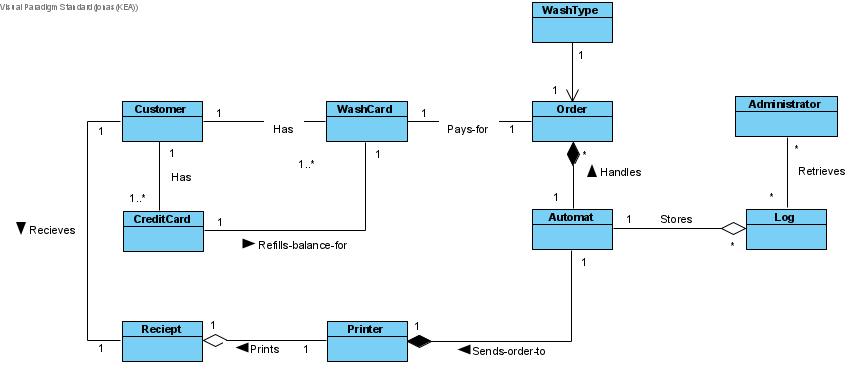 Visual Paradigm Standard(jonas(KEA))
WashType
1
1
Customer
1
1
1
Has
WashCard
1
1
1..*
Pays-for
1
Order
Administrator
*
Retrieves
*
1
Has
1..*
*
Handles
1
CreditCard
1
Refills-balance-for
Automat
1
Stores
*
Log
1
Recieves
1
Reciept
1
Prints
1
Printer
1
Sends-order-to